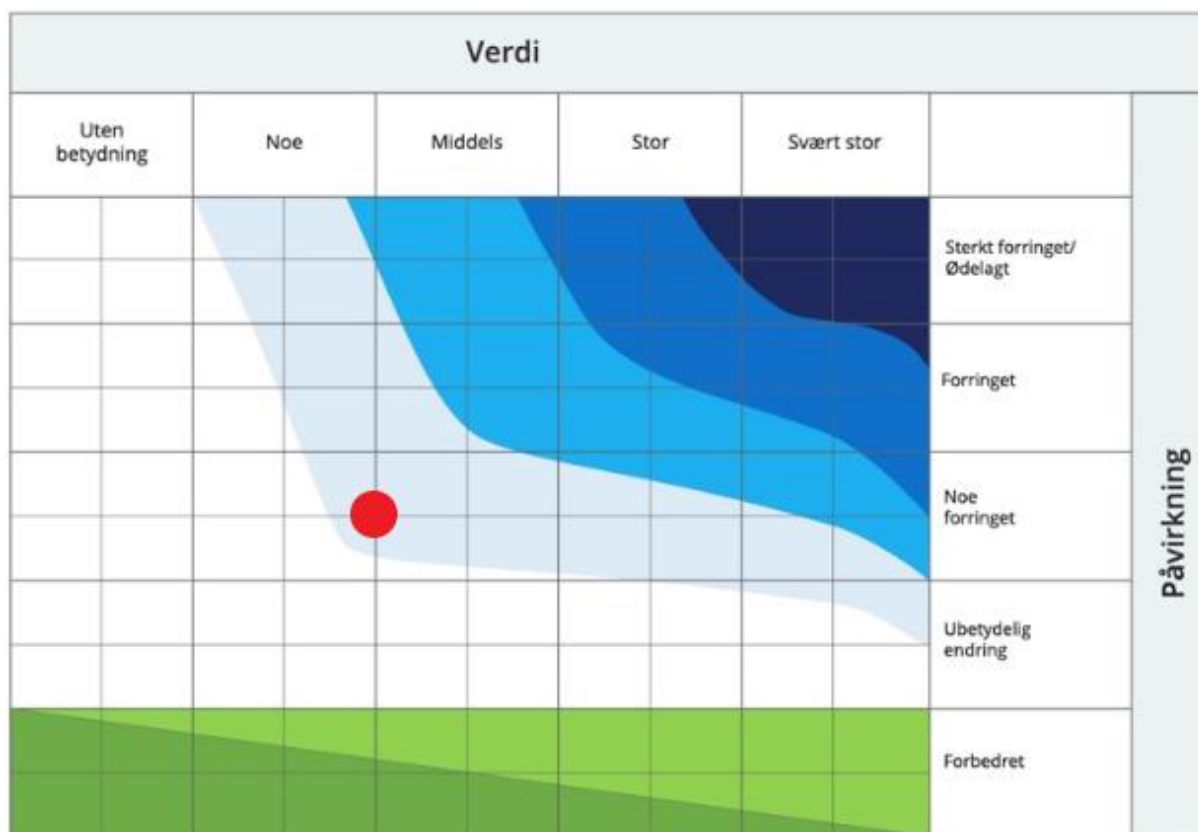 Verdi
Uten
betydning
Noe
Middels
Stor
Svært stor
Sterkt forringet/
Ødelagt
Forringet
Noe
forringet
Ubetydelig
endring
Forbedret
Påvirkning